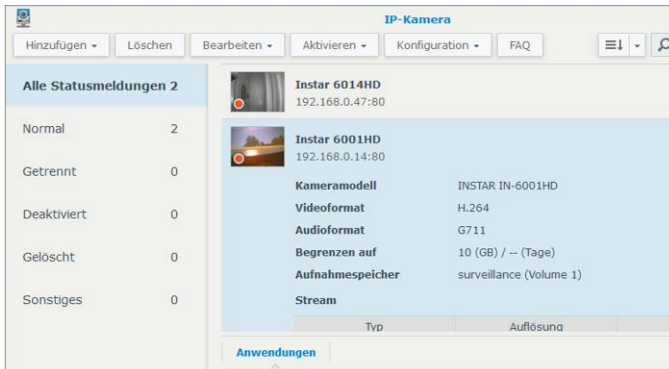 IP-Kamera
Hinzufügen Löschen Bearbeiten Aktivieren Konfiguration FAQ
Alle Statusmeldungen 2
Normal 2
Getrennt 0
Deaktiviert 0
Gelöscht 0
Sonstiges 0
Instar 6014HD
192.168.0.47:80
Instar 6001HD
192.168.0.14:80
Kameramodell INSTAR IN-6001HD
Videoformat H.264
Audioformat G711
Begrenzen auf 10 (GB) / -- (Tage)
Aufnahmespeicher surveillance (Volume 1)
Stream
Typ Auflösung
Anwendungen